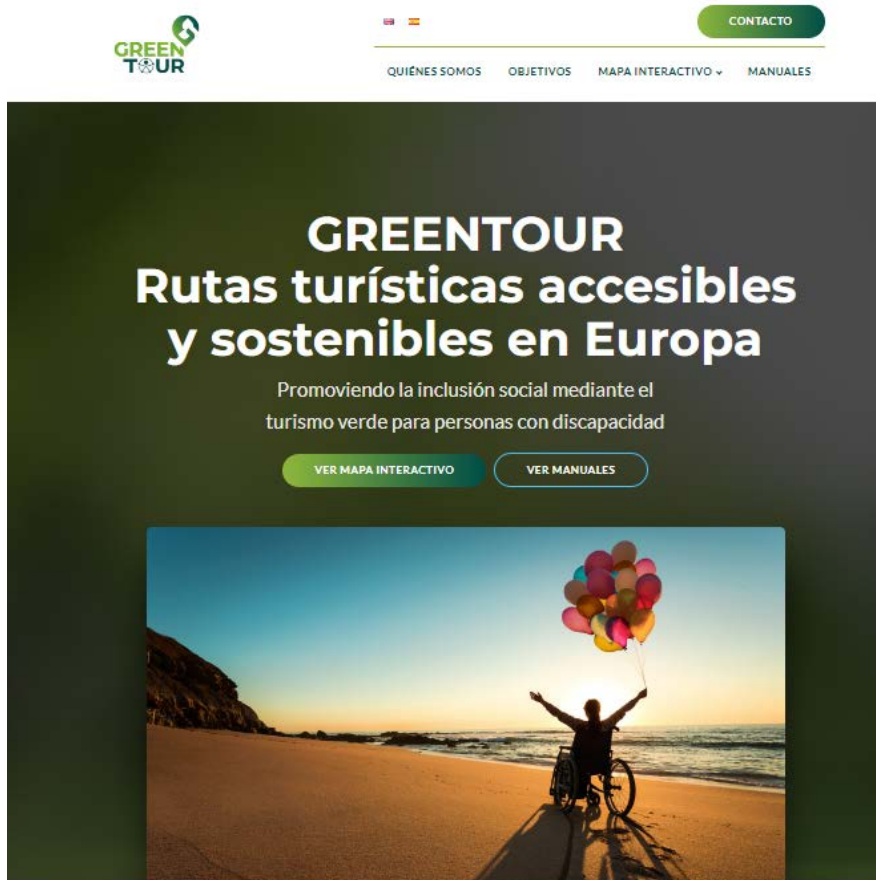 GREEN
TOUR
CONTACTO
QUIÉNES SOMOS OBJETIVOS MAPA INTERACTIVO MANUALES
GREENTOUR
Rutas turísticas accesibles
y sostenibles en Europa
Promoviendo la inclusión social mediante el
turismo verde para personas con discapacidad
VER MAPA INTERACTIVO VER MANUALES